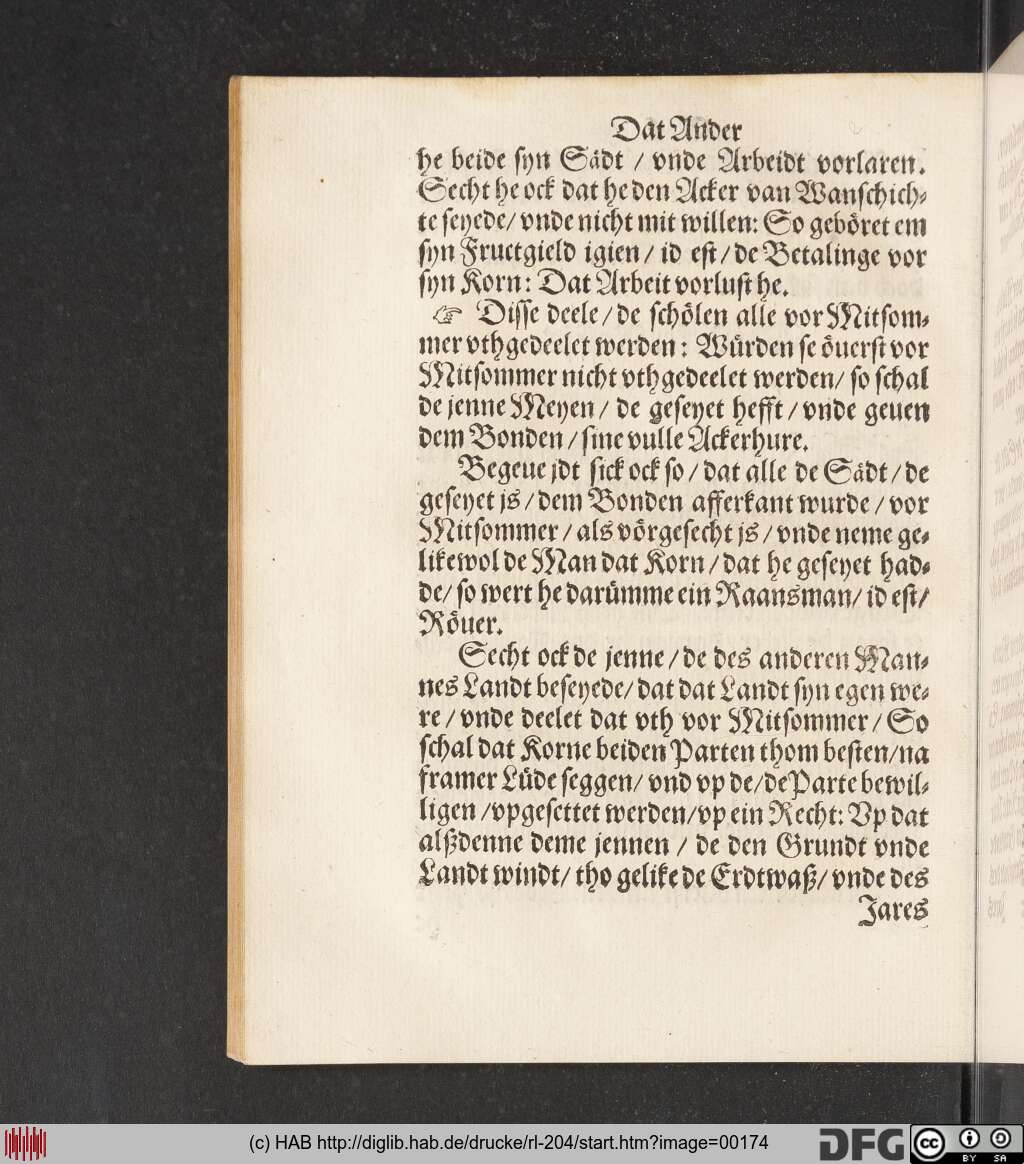 Dat Ander
he beide syn Sädt / vnde Arbeidt vorlaren.
Secht he ock dat he den Acker van Wanschich-
te seyede/ vnde nicht mit willen: So geböret em
syn Fructgield igien / id est / de Betalinge vor
syn Korn: Dat Arbeit vorlust he.
☞ Disse deele / de schölen alle vor Mitsom-
mer vthgedeelet werden: Würden se öuerst vor
Mitsommer nicht vthgedeelet werden/ so schal
de jenne Meyen / de geseyet hefft / vnde geuen
dem Bonden / sine vulle Ackerhure.
Begeue jdt sick ock so / dat alle de Sädt / de
geseyet js / dem Bonden afferkant wurde / vor
Mitsommer / als vörgesecht js / vnde neme ge-
likewol de Man dat Korn / dat he geseyet had-
de/ so wert he darümme ein Raansman/ id est/
Röuer.
Secht ock de jenne / de des anderen Man-
nes Landt beseyede/ dat dat Landt syn egen we-
re / vnde deelet dat vth vor Mitsommer / So
schal dat Korne beiden Parten thom besten/ na
framer Lüde seggen/ vnd vp de/ de Parte bewil-
ligen / vpgesettet werden/ vp ein Recht: Vp dat
alßdenne deme jennen / de den Grundt vnde
Landt windt/ tho gelike de Erdtwaß/ vnde des
Jares
(c) HAB http://diglib.hab.de/drucke/rl-204/start.htm?image=00174
DFG
cc
BY SA